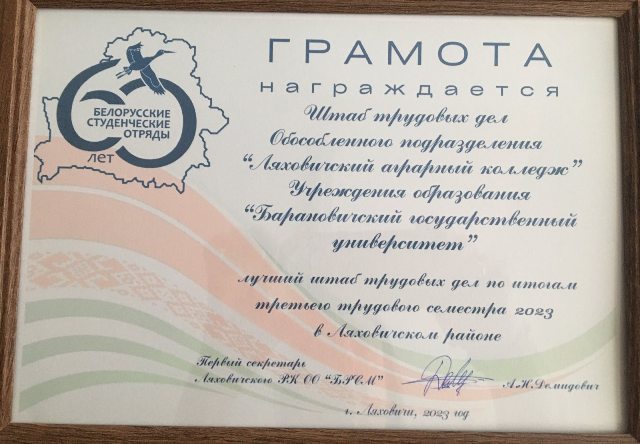 60
БЕЛОРУССКИЕ
СТУДЕНЧЕСКИЕ
ОТРЯДЫ
лет
ГРАМОТА
награждается
Штаб трудовых дел
Обособленного подразделения
“Ляховичский аграрный колледж”
Учреждения образования
“Барановичский государственный
университет”
лучший штаб трудовых дел по итогам
третьего трудового семестра 2023
в Ляховичском районе
Первый секретарь
Ляховичского РК ОО “БРСМ”
А.Н.Демидович
г. Ляховичи, 2023 год